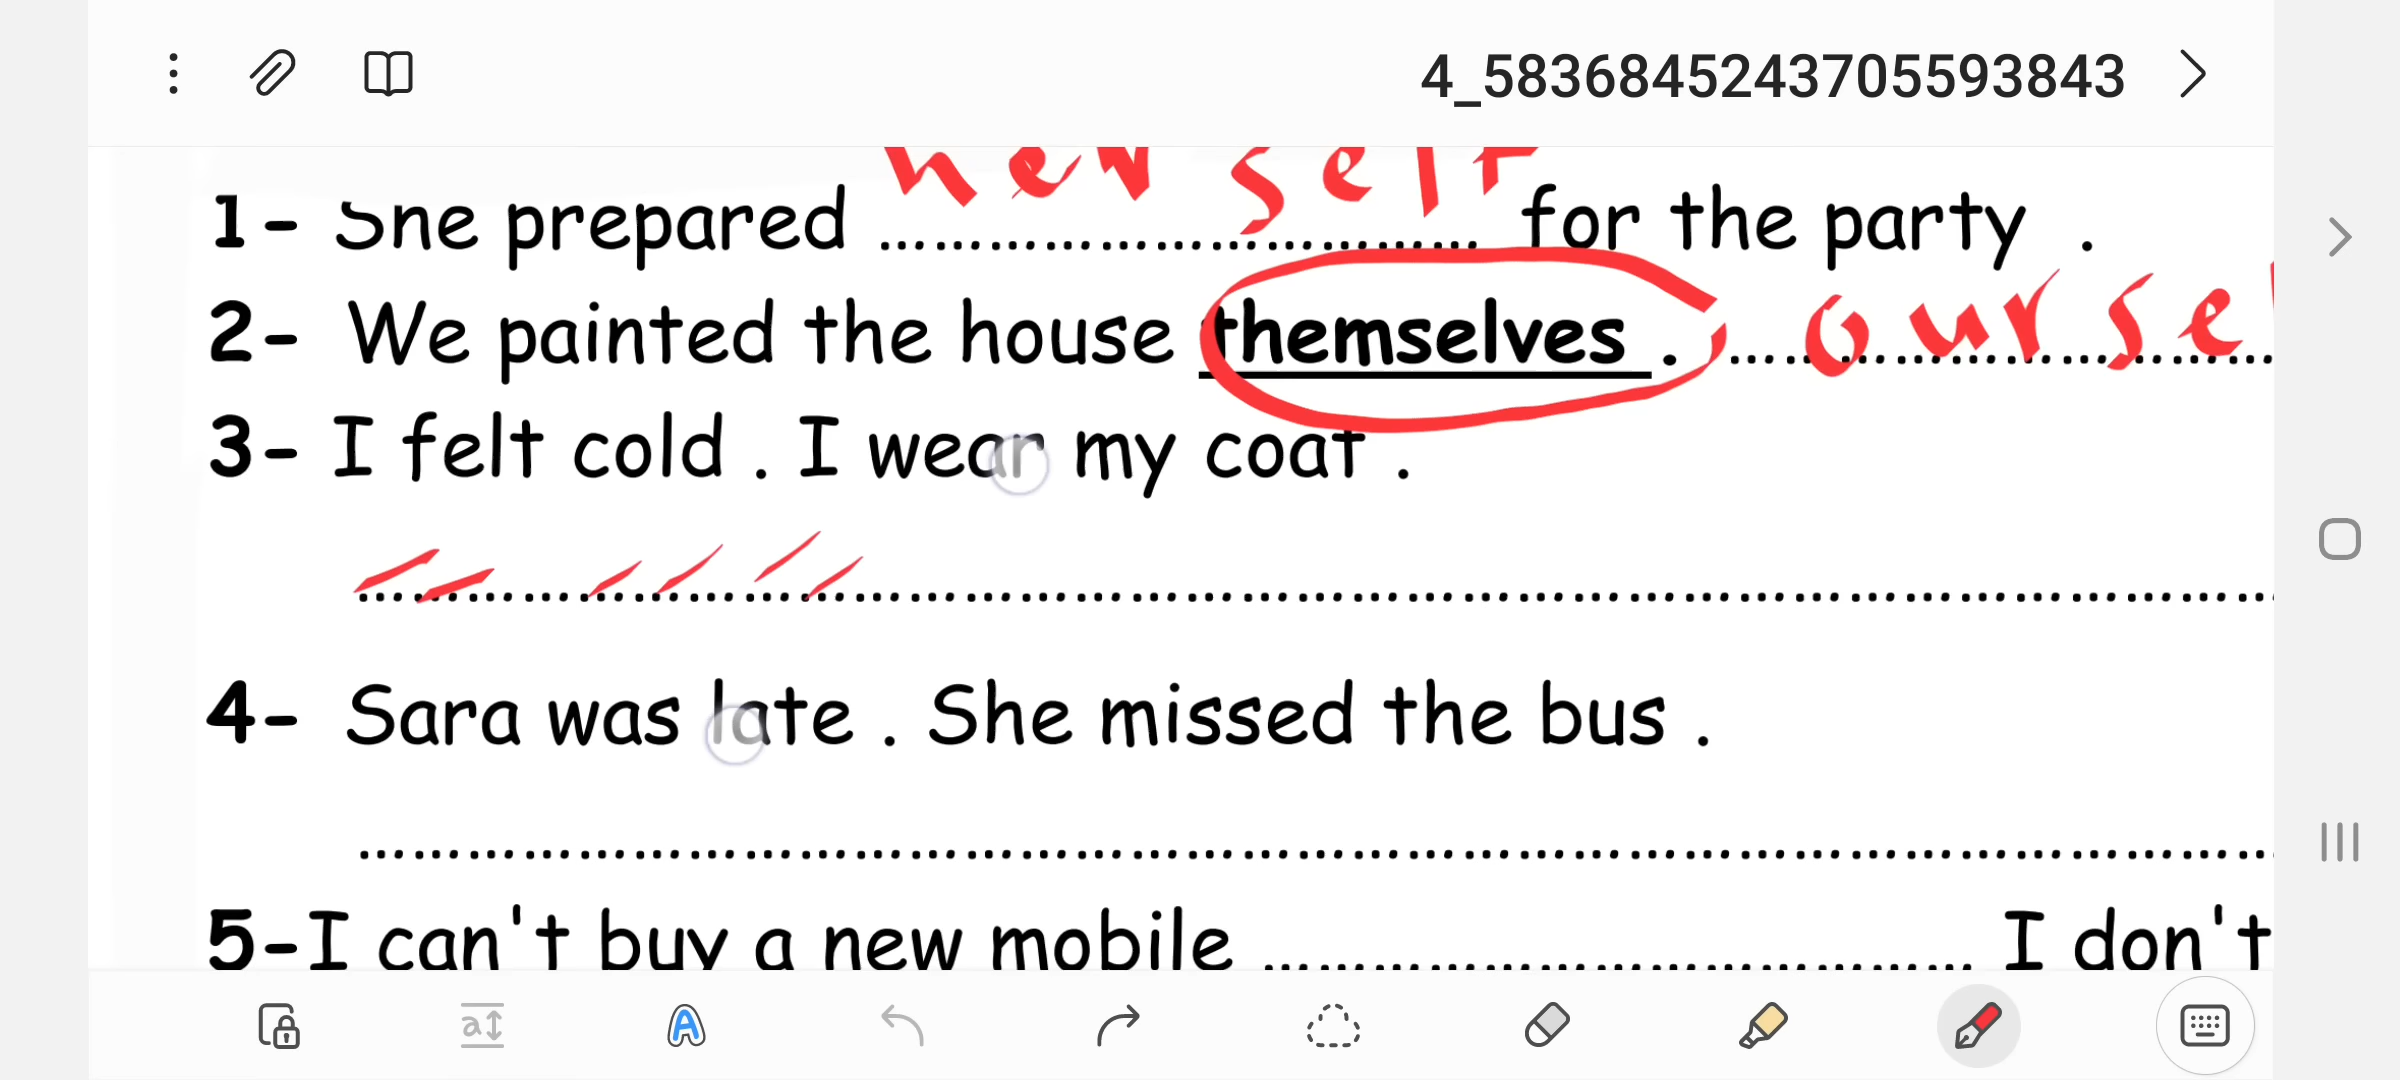 4_5836845243705593843
herself
1- She prepared .................................... for the party .
2- We painted the house themselves . .............................. ourse
3- I felt cold . I wear my coat .
....................................................................................................
4- Sara was late . She missed the bus .
....................................................................................................
5-I can't buy a new mobile ...................................... I don't
a
A